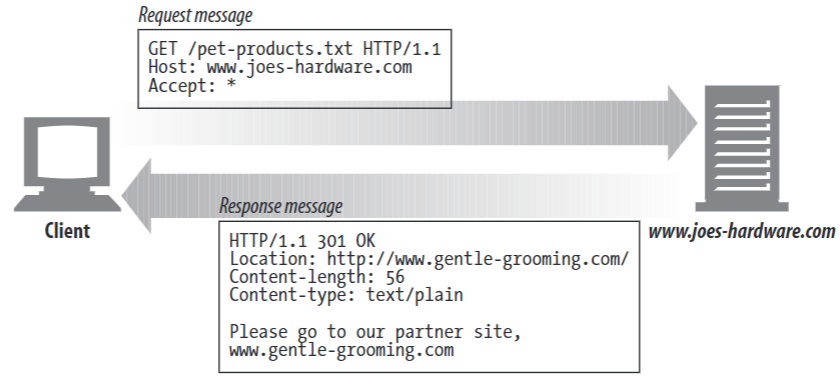 Request message
GET /pet-products.txt HTTP/1.1
Host: www.joes-hardware.com
Accept: *
Client
www.joes-hardware.com
Response message
HTTP/1.1 301 OK
Location: http://www.gentle-grooming.com/
Content-length: 56
Content-type: text/plain
Please go to our partner site,
www.gentle-grooming.com